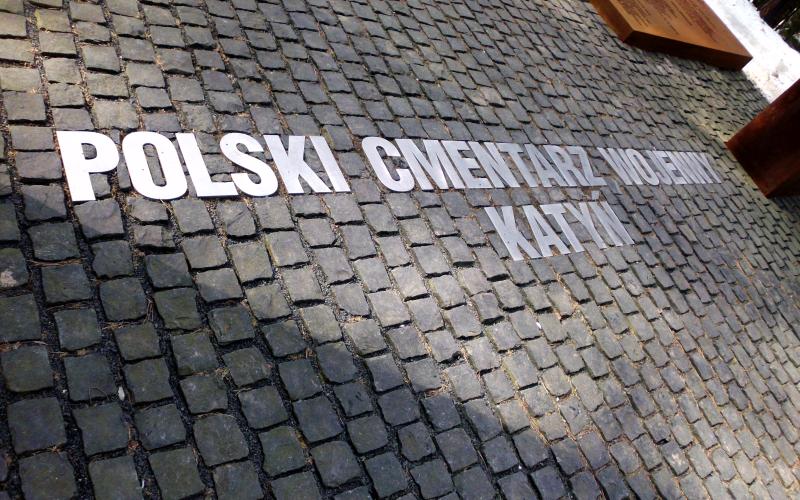 POLSKI CMENTARZ WOJENNY
KATYŃ